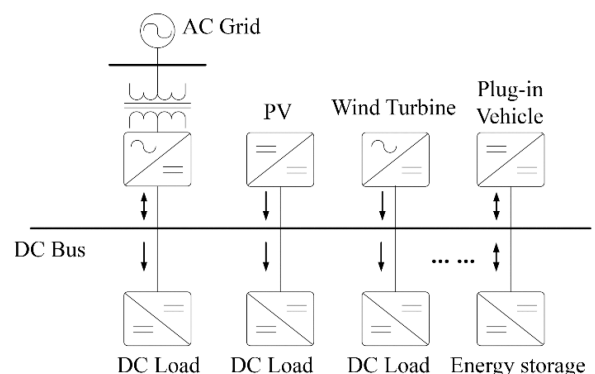 AC Grid
PV
Wind Turbine
Plug-in
Vehicle
DC Bus
... ...
DC Load
DC Load
DC Load
Energy storage